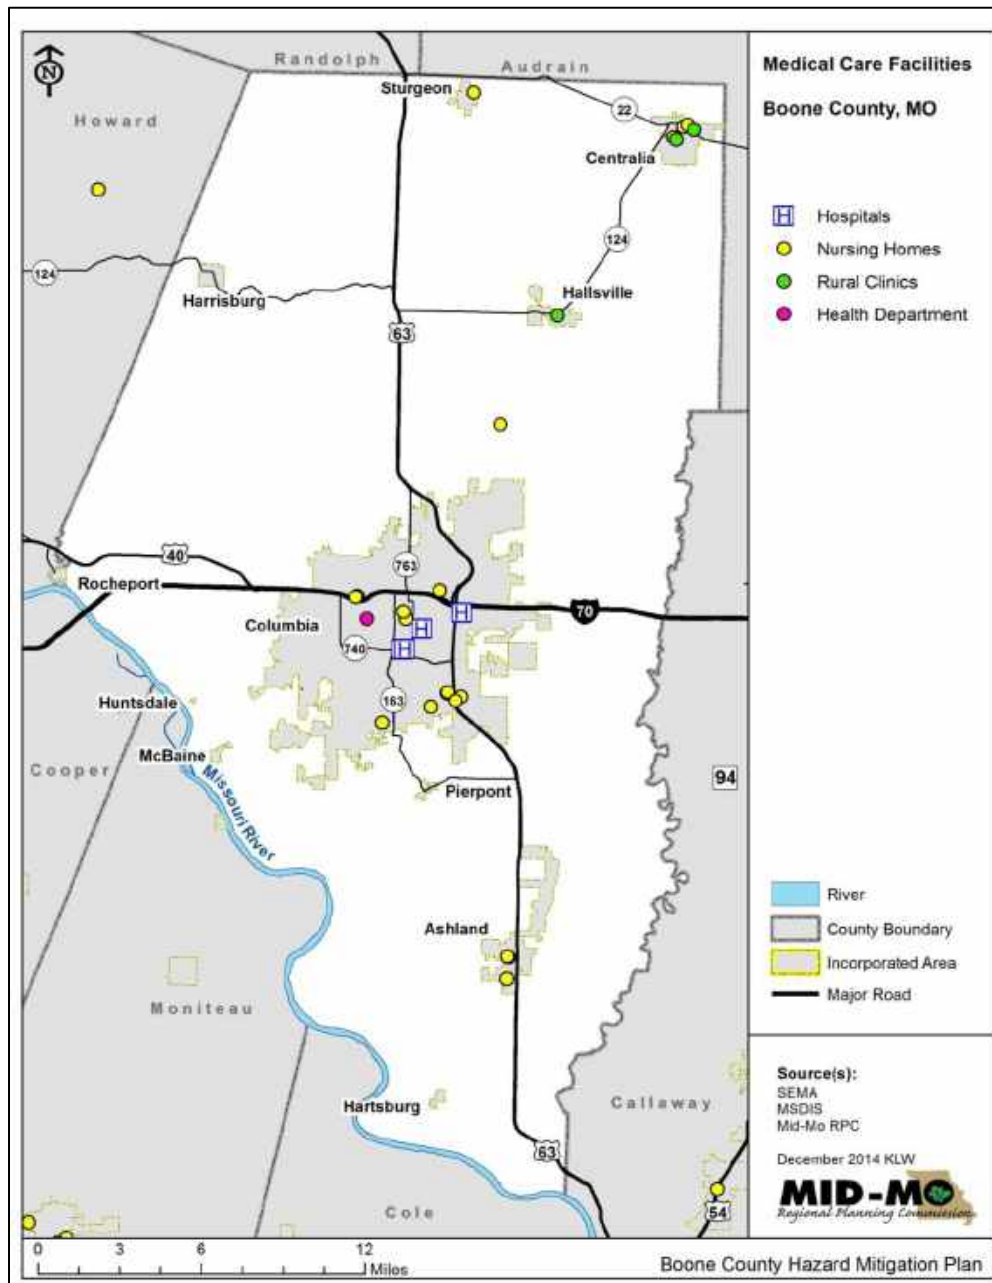 N
Randolph
Audrain
Howard
Sturgeon
22
Centralia
124
124
Harrisburg
Hallsville
63
40
763
Rocheport
Columbia
70
740
163
Huntsdale
McBaine
Cooper
Missouri River
Pierpont
94
Ashland
Moniteau
Hartsburg
Callaway
63
54
Cole
0 3 6 12
Miles
Medical Care Facilities
Boone County, MO
H Hospitals
Nursing Homes
Rural Clinics
Health Department
H
H
H
River
County Boundary
Incorporated Area
Major Road
Source(s):
SEMA
MSDIS
Mid-Mo RPC
December 2014 KLW
MID-MO
Regional Planning Commission
Boone County Hazard Mitigation Plan